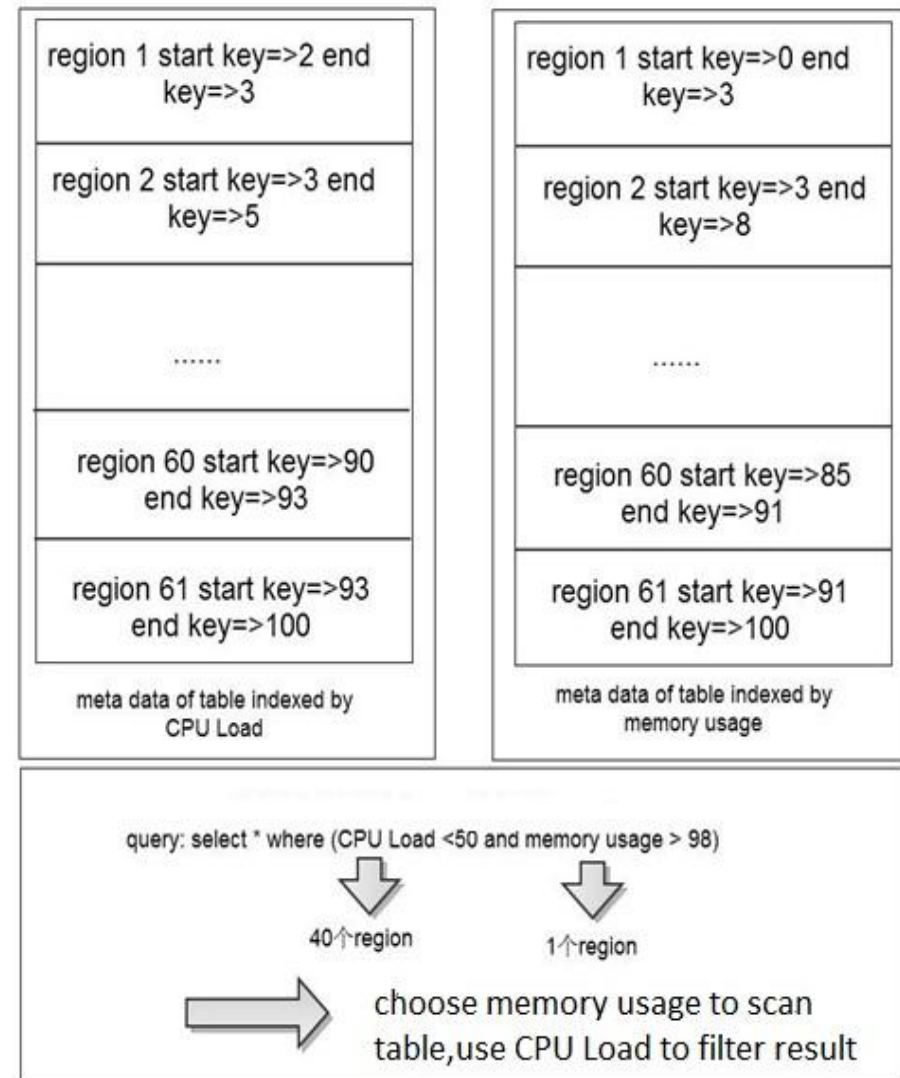 region 1 start key=>2 end
key=>3
region 2 start key=>3 end
key=>5
......
region 60 start key=>90
end key=>93
region 61 start key=>93
end key=>100
meta data of table indexed by
CPU Load
region 1 start key=>0 end
key=>3
region 2 start key=>3 end
key=>8
......
region 60 start key=>85
end key=>91
region 61 start key=>91
end key=>100
meta data of table indexed by
memory usage
query: select * where (CPU Load <50 and memory usage > 98)
40个region
1个region
choose memory usage to scan
table,use CPU Load to filter result